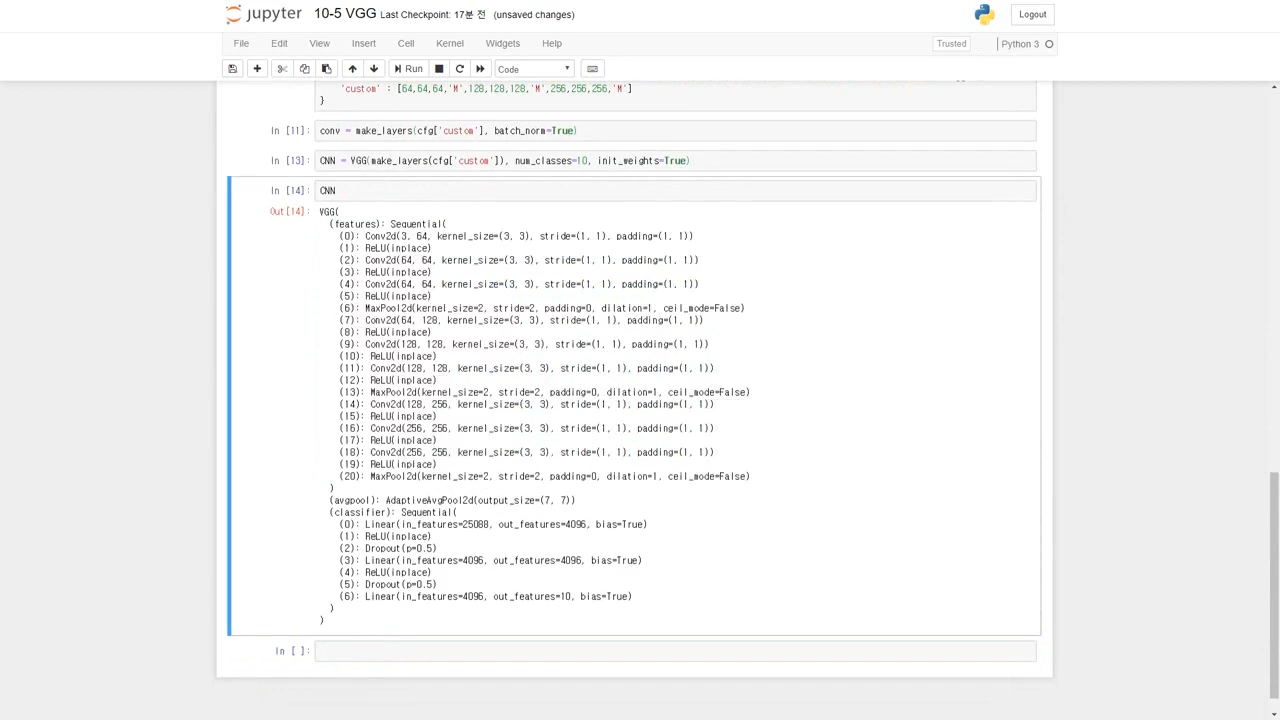 jupyter 10-5 VGG Last Checkpoint: 17분 전 (unsaved changes)
Logout
File Edit View Insert Cell Kernel Widgets Help
Trusted Python 3
Run Code
'custom' : [64,64,64,'M',128,128,128,'M',256,256,256,'M']
}
In [11]: conv = make_layers(cfg['custom'], batch_norm=True)
In [13]: CNN = VGG(make_layers(cfg['custom']), num_classes=10, init_weights=True)
In [14]: CNN
Out[14]: VGG(
(features): Sequential(
(0): Conv2d(3, 64, kernel_size=(3, 3), stride=(1, 1), padding=(1, 1))
(1): ReLU(inplace)
(2): Conv2d(64, 64, kernel_size=(3, 3), stride=(1, 1), padding=(1, 1))
(3): ReLU(inplace)
(4): Conv2d(64, 64, kernel_size=(3, 3), stride=(1, 1), padding=(1, 1))
(5): ReLU(inplace)
(6): MaxPool2d(kernel_size=2, stride=2, padding=0, dilation=1, ceil_mode=False)
(7): Conv2d(64, 128, kernel_size=(3, 3), stride=(1, 1), padding=(1, 1))
(8): ReLU(inplace)
(9): Conv2d(128, 128, kernel_size=(3, 3), stride=(1, 1), padding=(1, 1))
(10): ReLU(inplace)
(11): Conv2d(128, 128, kernel_size=(3, 3), stride=(1, 1), padding=(1, 1))
(12): ReLU(inplace)
(13): MaxPool2d(kernel_size=2, stride=2, padding=0, dilation=1, ceil_mode=False)
(14): Conv2d(128, 256, kernel_size=(3, 3), stride=(1, 1), padding=(1, 1))
(15): ReLU(inplace)
(16): Conv2d(256, 256, kernel_size=(3, 3), stride=(1, 1), padding=(1, 1))
(17): ReLU(inplace)
(18): Conv2d(256, 256, kernel_size=(3, 3), stride=(1, 1), padding=(1, 1))
(19): ReLU(inplace)
(20): MaxPool2d(kernel_size=2, stride=2, padding=0, dilation=1, ceil_mode=False)
)
(avgpool): AdaptiveAvgPool2d(output_size=(7, 7))
(classifier): Sequential(
(0): Linear(in_features=25088, out_features=4096, bias=True)
(1): ReLU(inplace)
(2): Dropout(p=0.5)
(3): Linear(in_features=4096, out_features=4096, bias=True)
(4): ReLU(inplace)
(5): Dropout(p=0.5)
(6): Linear(in_features=4096, out_features=10, bias=True)
)
)
In [ ]: